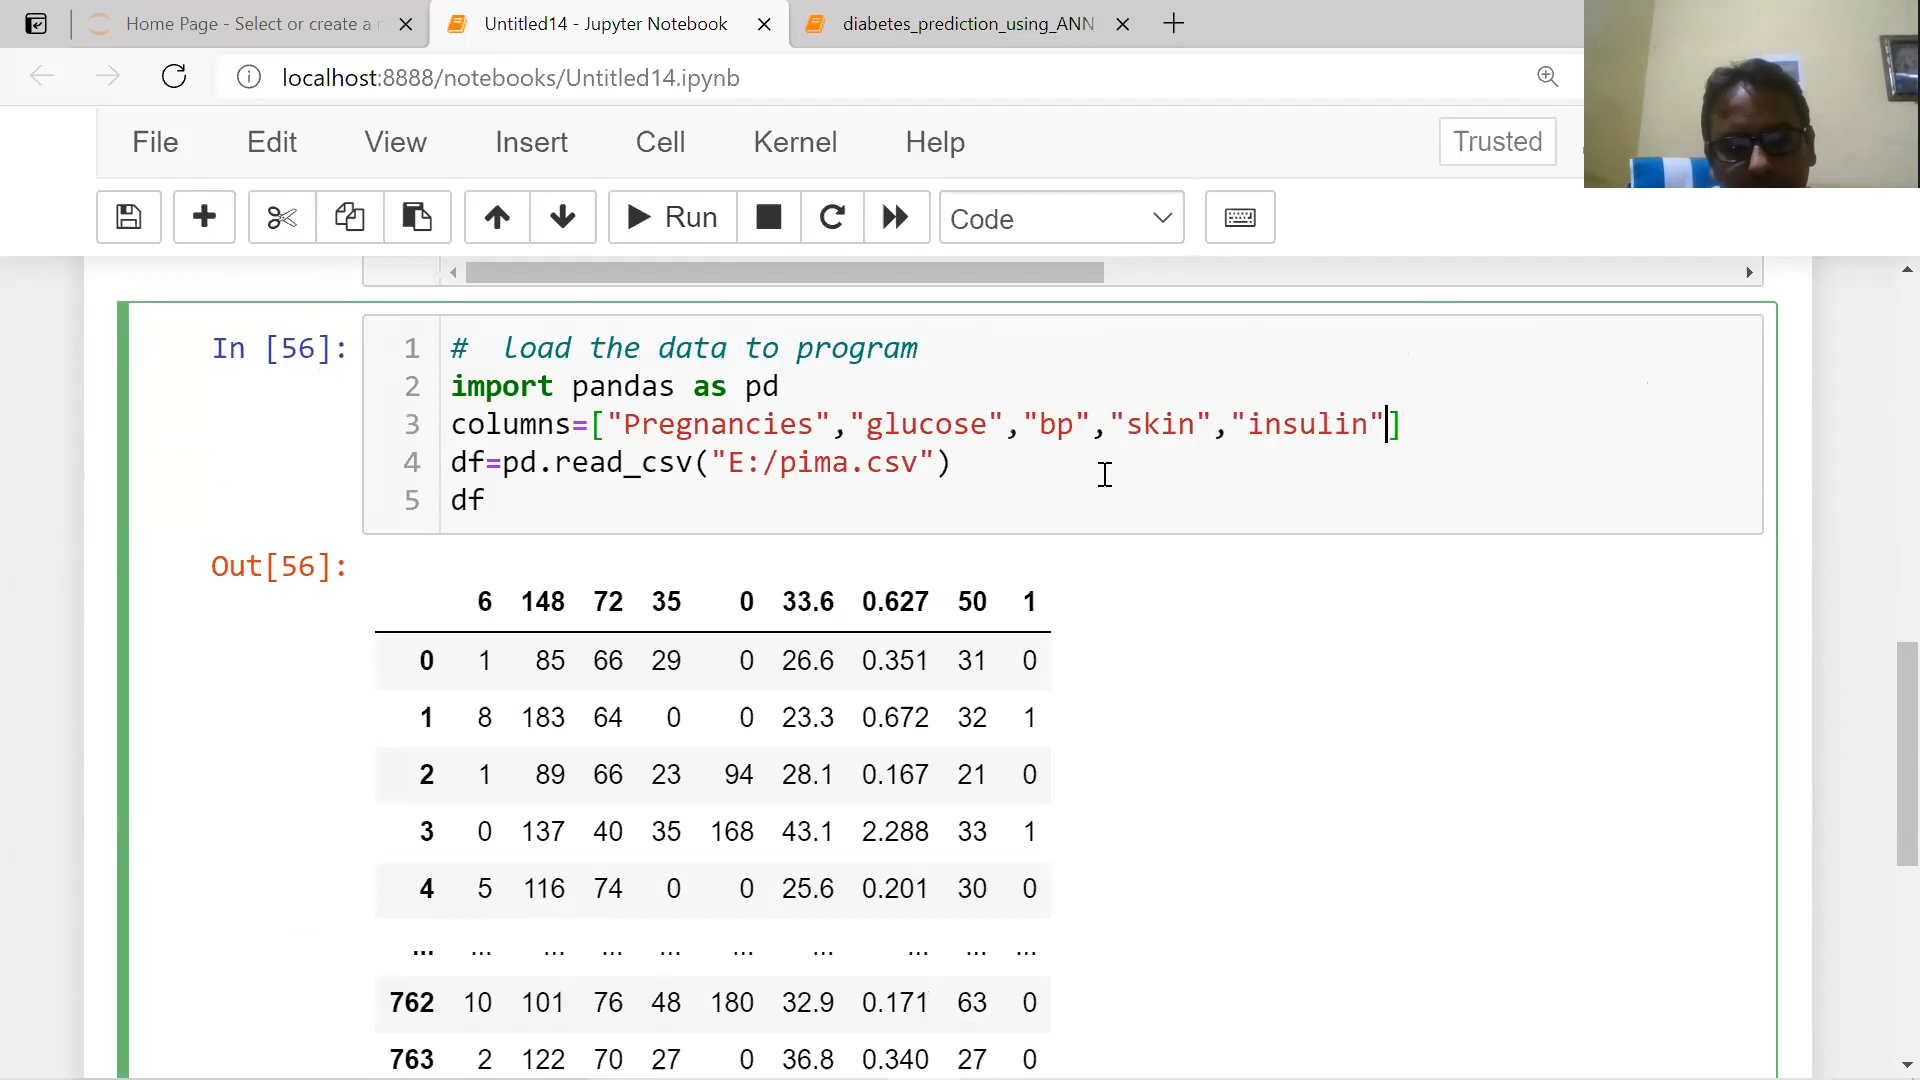 Home Page - Select or create a n
Untitled14 - Jupyter Notebook
diabetes_prediction_using_ANN
localhost:8888/notebooks/Untitled14.ipynb
File Edit View Insert Cell Kernel Help Trusted
Run Code
In [56]:
1 # load the data to program
2 import pandas as pd
3 columns=["Pregnancies","glucose","bp","skin","insulin"]
4 df=pd.read_csv("E:/pima.csv")
5 df
Out[56]:
6 148 72 35 0 33.6 0.627 50 1
0 1 85 66 29 0 26.6 0.351 31 0
1 8 183 64 0 0 23.3 0.672 32 1
2 1 89 66 23 94 28.1 0.167 21 0
3 0 137 40 35 168 43.1 2.288 33 1
4 5 116 74 0 0 25.6 0.201 30 0
... ... ... ... ... ... ... ... ... ...
762 10 101 76 48 180 32.9 0.171 63 0
763 2 122 70 27 0 36.8 0.340 27 0